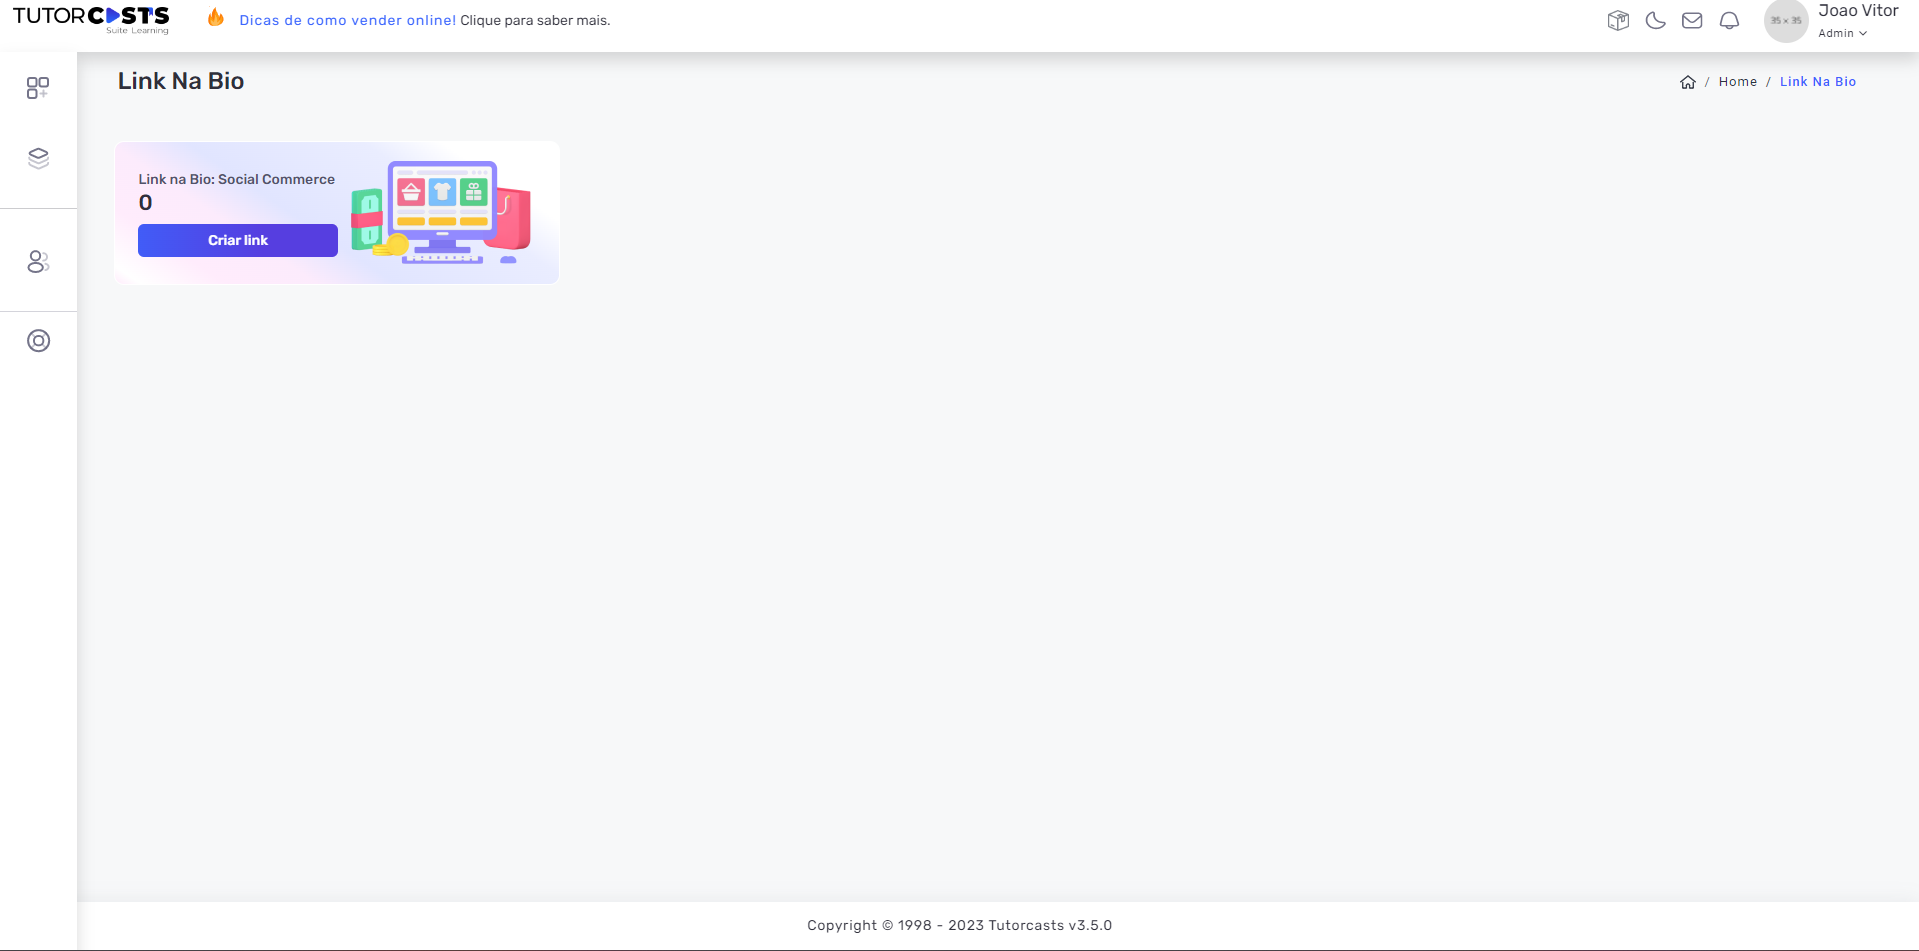 TUTORCASTS
Suite Learning
Dicas de como vender online! Clique para saber mais.
35 × 35
Joao Vitor
Admin
Link Na Bio
/ Home / Link Na Bio
Link na Bio: Social Commerce
0
Criar link
Copyright © 1998 - 2023 Tutorcasts v3.5.0